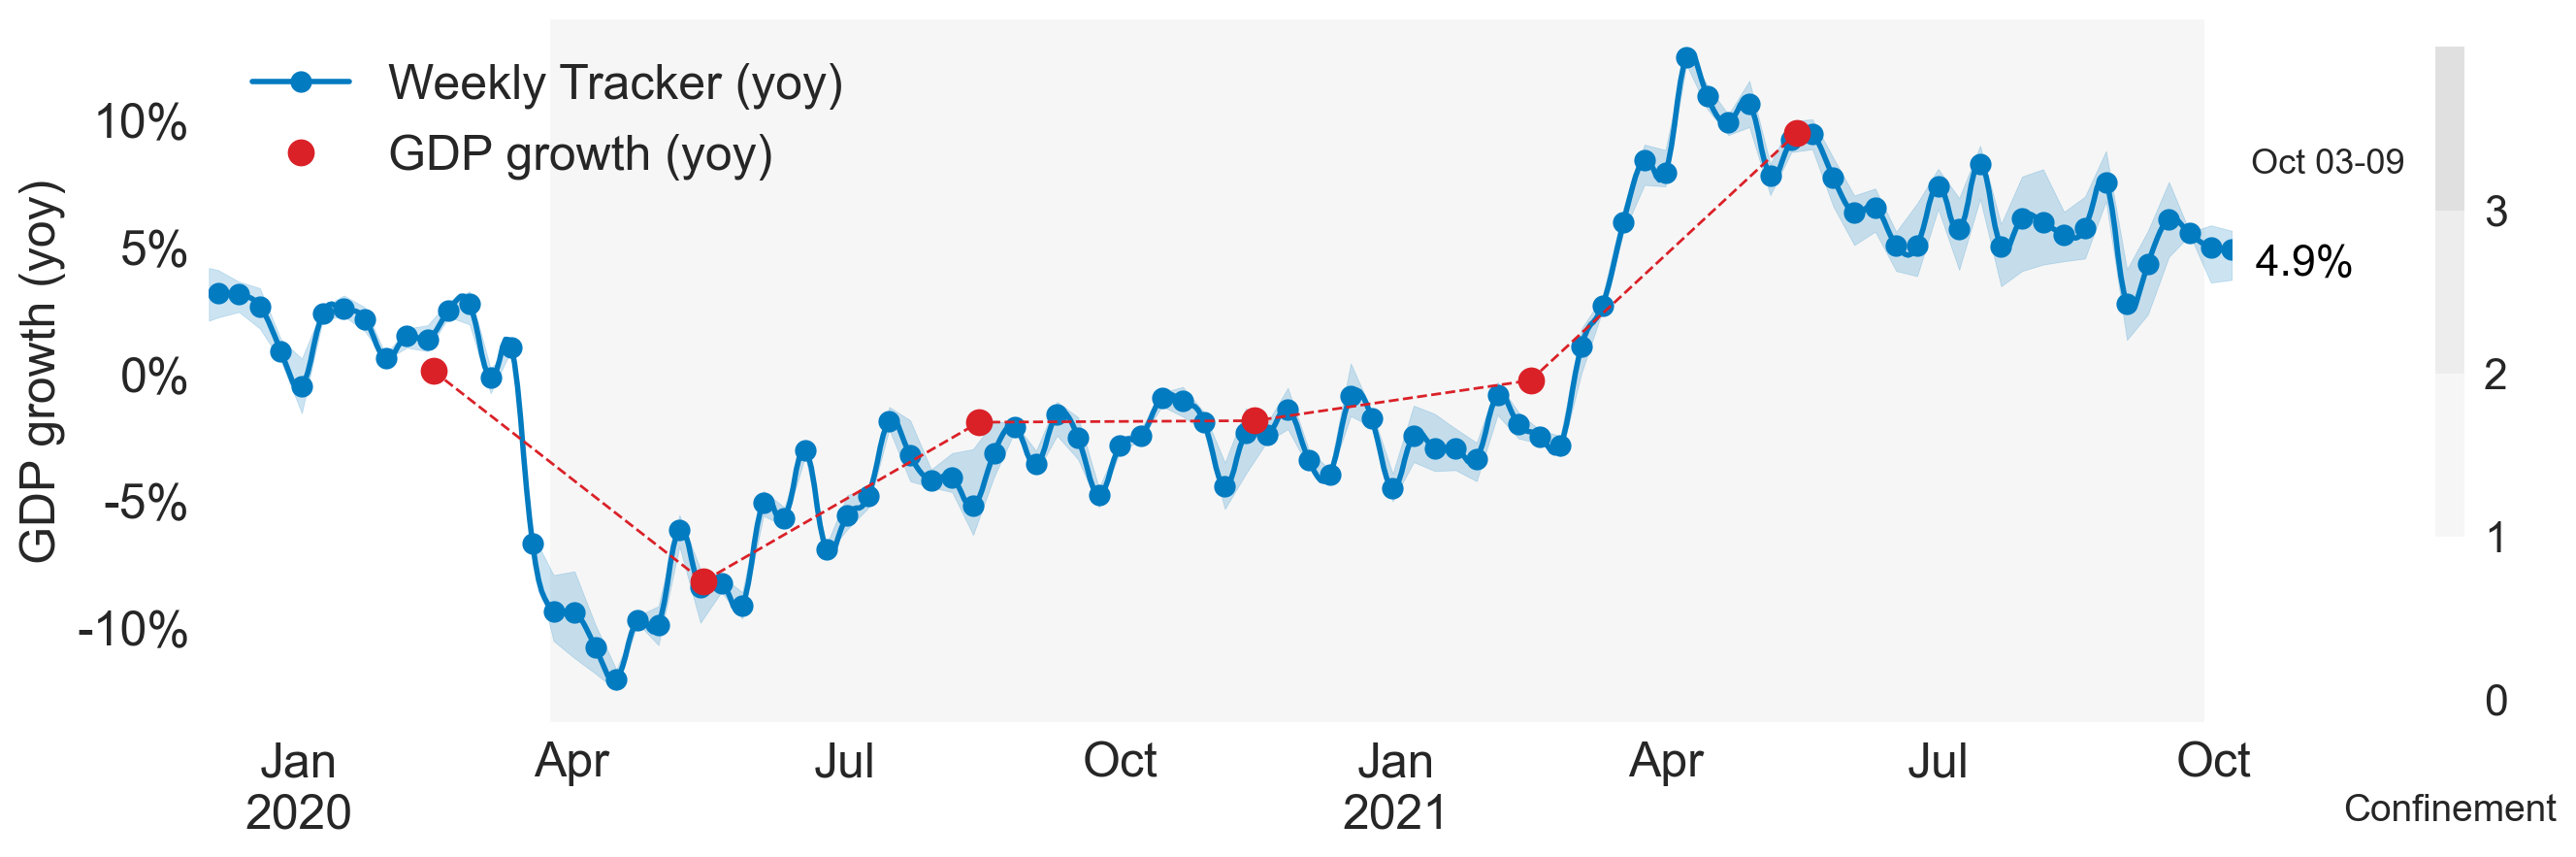 Weekly Tracker (yoy)
GDP growth (yoy)
GDP growth (yoy)
10%
5%
0%
-5%
-10%
Jan
2020
Apr
Jul
Oct
Jan
2021
Apr
Jul
Oct
Oct 03-09
4.9%
3
2
1
0
Confinement